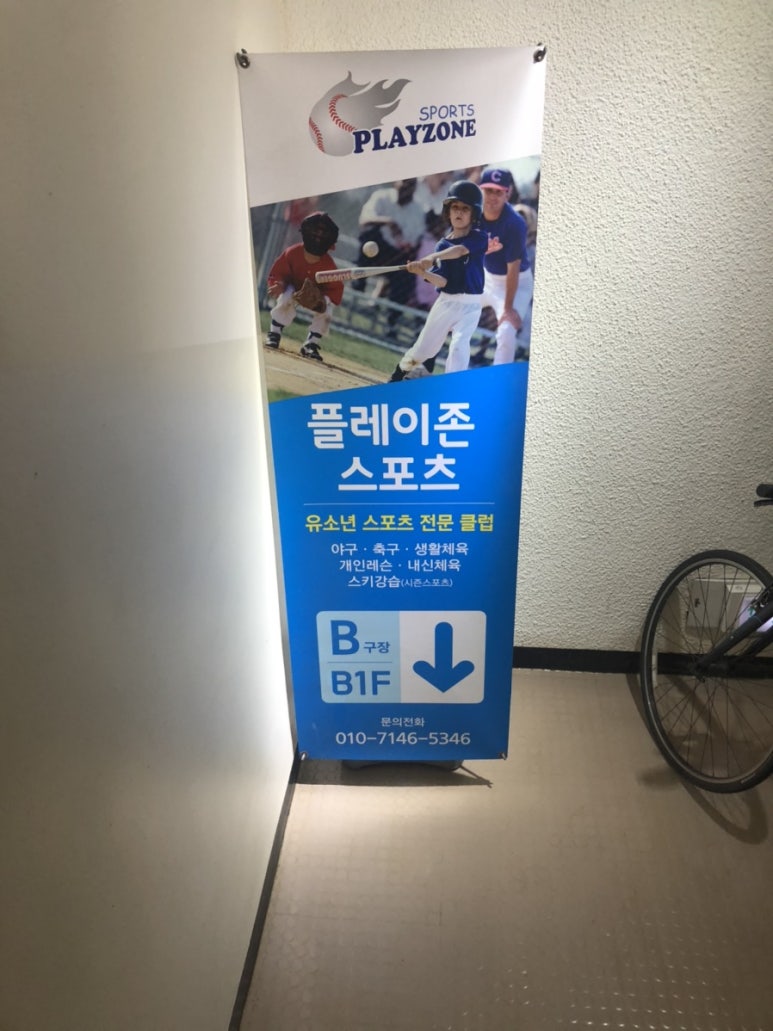 SPORTS
PLAYZONE
C
플레이존
스포츠
유소년 스포츠 전문 클럽
야구 · 축구 · 생활체육
개인레슨 · 내신체육
스키강습(시즌스포츠)
B 구장
B1F
문의전화
010-7146-5346